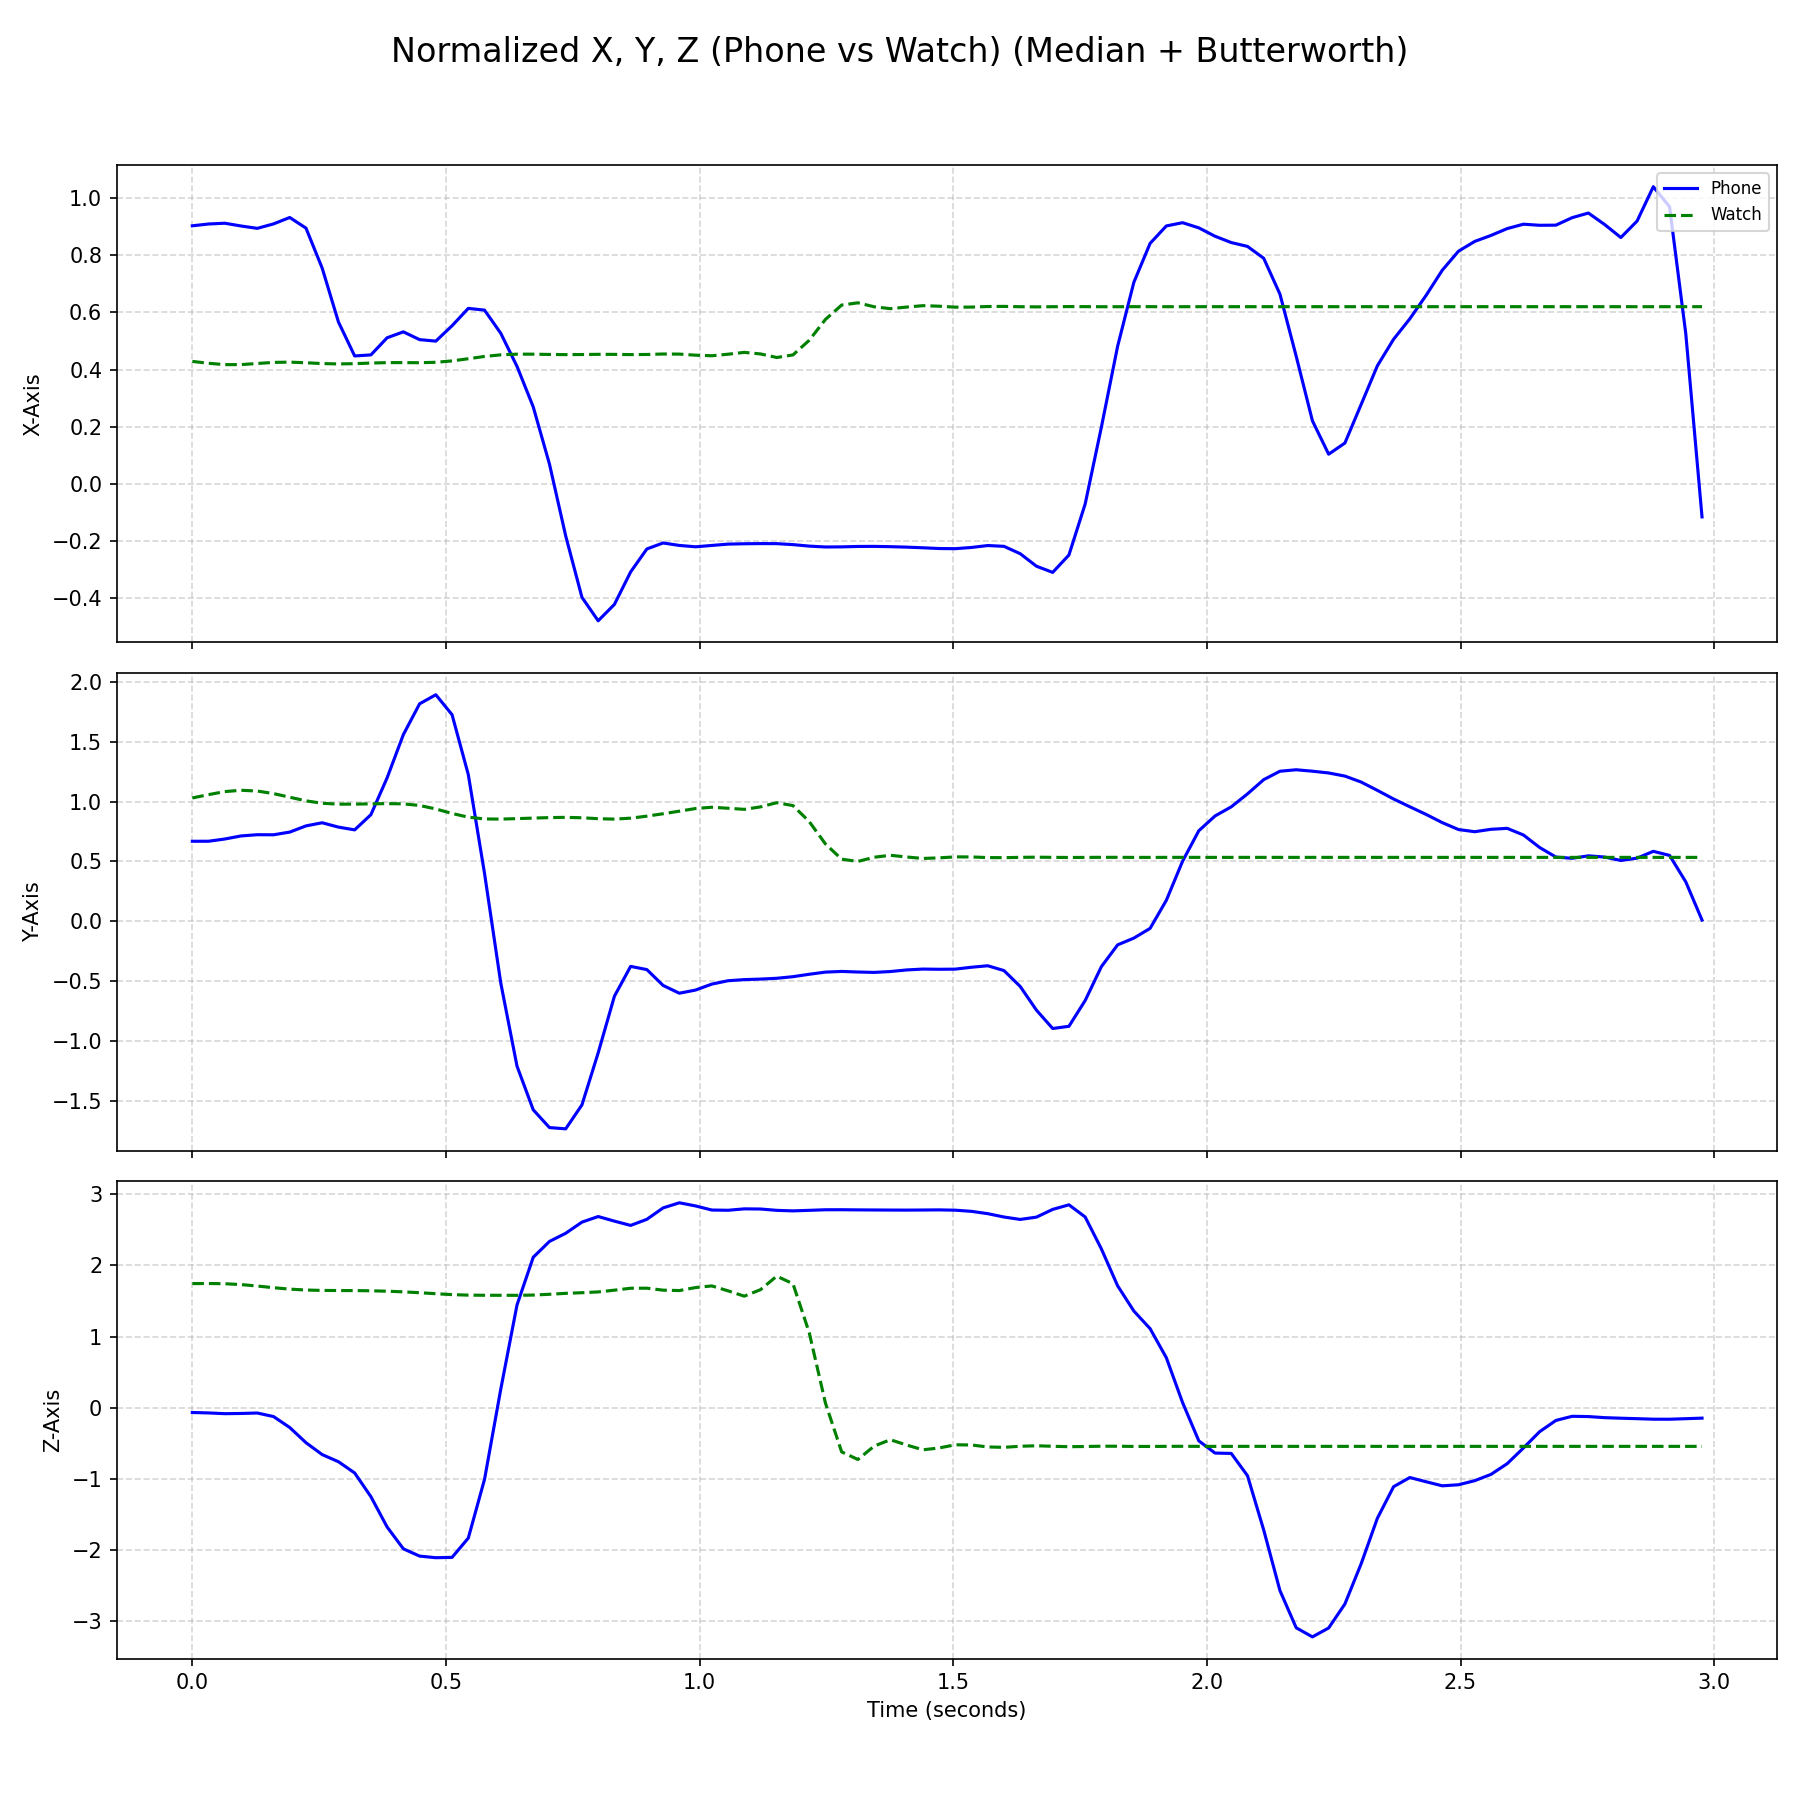 Normalized X, Y, Z (Phone vs Watch) (Median + Butterworth)
Phone
Watch
X-Axis
1.0
0.8
0.6
0.4
0.2
0.0
−0.2
−0.4
Y-Axis
2.0
1.5
1.0
0.5
0.0
−0.5
−1.0
−1.5
Z-Axis
3
2
1
0
−1
−2
−3
0.0 0.5 1.0 1.5 2.0 2.5 3.0
Time (seconds)